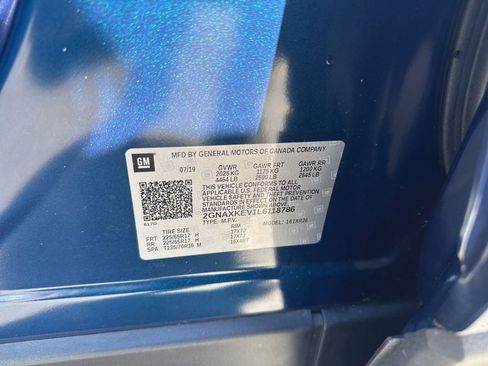 GM
MFD BY GENERAL MOTORS OF CANADA COMPANY
07/19 GVWR GAWR FRT GAWR RR
2025 KG 1175 KG 1200 KG
4464 LB 2590 LB 2645 LB
THIS VEHICLE CONFORMS TO ALL
APPLICABLE U.S. FEDERAL MOTOR
VEHICLE SAFETY AND THEFT
PREVENTION STANDARDS IN EFFECT
ON THE DATE OF MANUFACTURE
SHOWN ABOVE.
2GNAXKEV1L6118786
TYPE: M.P.V. MODEL:
TIRE SIZE RIM
FRT 225/65R17 H 17X7J
RR 225/65R17 H 17X7J
SPA T135/70R16 M 16X4BT